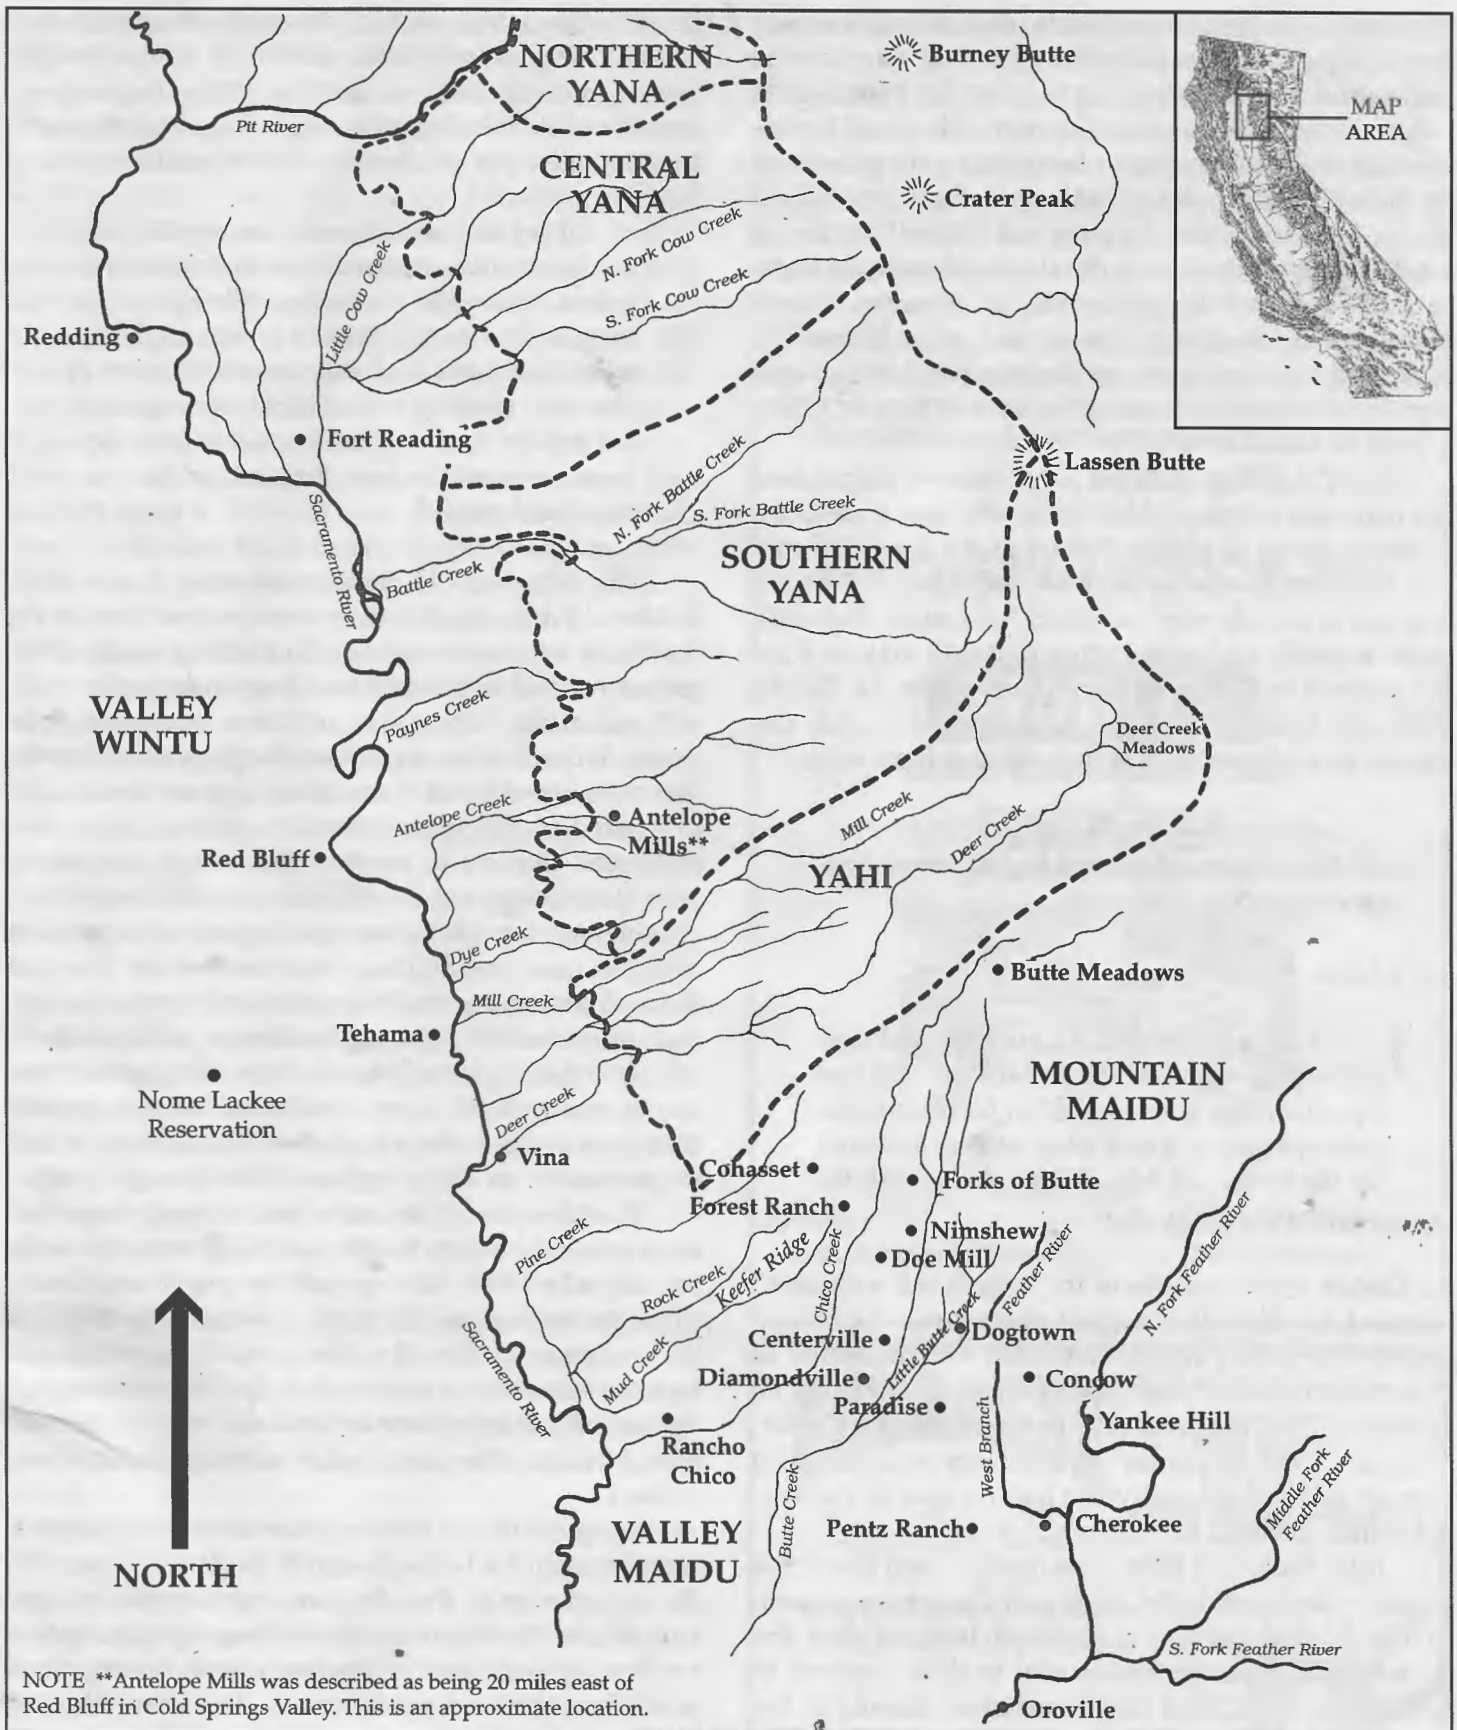 NORTHERN
YANA
Burney Butte
MAP
AREA
Pit River
CENTRAL
YANA
Crater Peak
N. Fork Cow Creek
Little Cow Creek
S. Fork Cow Creek
Redding
Fort Reading
Lassen Butte
N. Fork Battle Creek
S. Fork Battle Creek
Sacramento River
SOUTHERN
YANA
Battle Creek
VALLEY
WINTU
Paynes Creek
Deer Creek
Meadows
Antelope Creek
Antelope
Mills**
Mill Creek
Deer Creek
Red Bluff
YAHI
Dye Creek
Butte Meadows
Mill Creek
Tehama
Nome Lackee
Reservation
MOUNTAIN
MAIDU
Deer Creek
Vina
Cohasset
Forks of Butte
Forest Ranch
Nimshew
Doe Mill
Pine Creek
Rock Creek
Keefer Ridge
Chico Creek
Feather River
N. Fork Feather River
Centerville
Little Butte Creek
Dogtown
Sacramento River
Mud Creek
Diamondville
Concow
Paradise
Yankee Hill
Rancho
Chico
West Branch
Butte Creek
Middle Fork
Feather River
VALLEY
MAIDU
Pentz Ranch
Cherokee
NORTH
S. Fork Feather River
NOTE **Antelope Mills was described as being 20 miles east of
Red Bluff in Cold Springs Valley. This is an approximate location.
Oroville